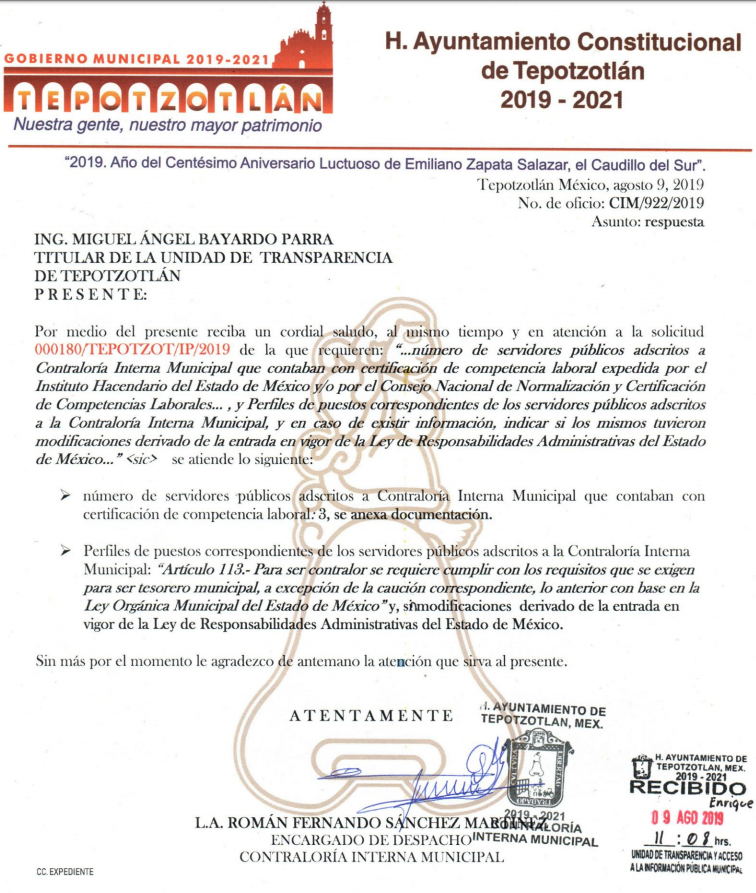 GOBIERNO MUNICIPAL 2019-2021
TEPOTZOTLÁN
Nuestra gente, nuestro mayor patrimonio
H. Ayuntamiento Constitucional
de Tepotzotlán
2019 - 2021
“2019. Año del Centésimo Aniversario Luctuoso de Emiliano Zapata Salazar, el Caudillo del Sur”.
Tepotzotlán México, agosto 9, 2019
No. de oficio: CIM/922/2019
Asunto: respuesta
ING. MIGUEL ÁNGEL BAYARDO PARRA
TITULAR DE LA UNIDAD DE TRANSPARENCIA
DE TEPOTZOTLÁN
P R E S E N T E:
Por medio del presente reciba un cordial saludo, al mismo tiempo y en atención a la solicitud
000180/TEPOTZOT/IP/2019 de la que requieren: “...número de servidores públicos adscritos a
Contraloría Interna Municipal que contaban con certificación de competencia laboral expedida por el
Instituto Hacendario del Estado de México y/o por el Consejo Nacional de Normalización y Certificación
de Competencias Laborales... , y Perfiles de puestos correspondientes de los servidores públicos adscritos
a la Contraloría Interna Municipal, y en caso de existir información, indicar si los mismos tuvieron
modificaciones derivado de la entrada en vigor de la Ley de Responsabilidades Administrativas del Estado
de México...” <sic> se atiende lo siguiente:
➢ número de servidores públicos adscritos a Contraloría Interna Municipal que contaban con
certificación de competencia laboral: 3, se anexa documentación.
➢ Perfiles de puestos correspondientes de los servidores públicos adscritos a la Contraloría Interna
Municipal: “Artículo 113.- Para ser contralor se requiere cumplir con los requisitos que se exigen
para ser tesorero municipal, a excepción de la caución correspondiente, lo anterior con base en la
Ley Orgánica Municipal del Estado de México” y, sin modificaciones derivado de la entrada en
vigor de la Ley de Responsabilidades Administrativas del Estado de México.
Sin más por el momento le agradezco de antemano la atención que sirva al presente.
A T E N T A M E N T E
H. AYUNTAMIENTO DE
TEPOTZOTLAN, MEX.
2019 - 2021
CONTRALORÍA
INTERNA MUNICIPAL
L.A. ROMÁN FERNANDO SÁNCHEZ MARTÍNEZ
ENCARGADO DE DESPACHO
CONTRALORÍA INTERNA MUNICIPAL
H. AYUNTAMIENTO DE
TEPOTZOTLAN, MEX.
2019 - 2021
RECIBIDO
Enrique
09 AGO 2019
11 : 08 hrs.
UNIDAD DE TRANSPARENCIA Y ACCESO
A LA INFORMACIÓN PÚBLICA MUNICIPAL
CC. EXPEDIENTE